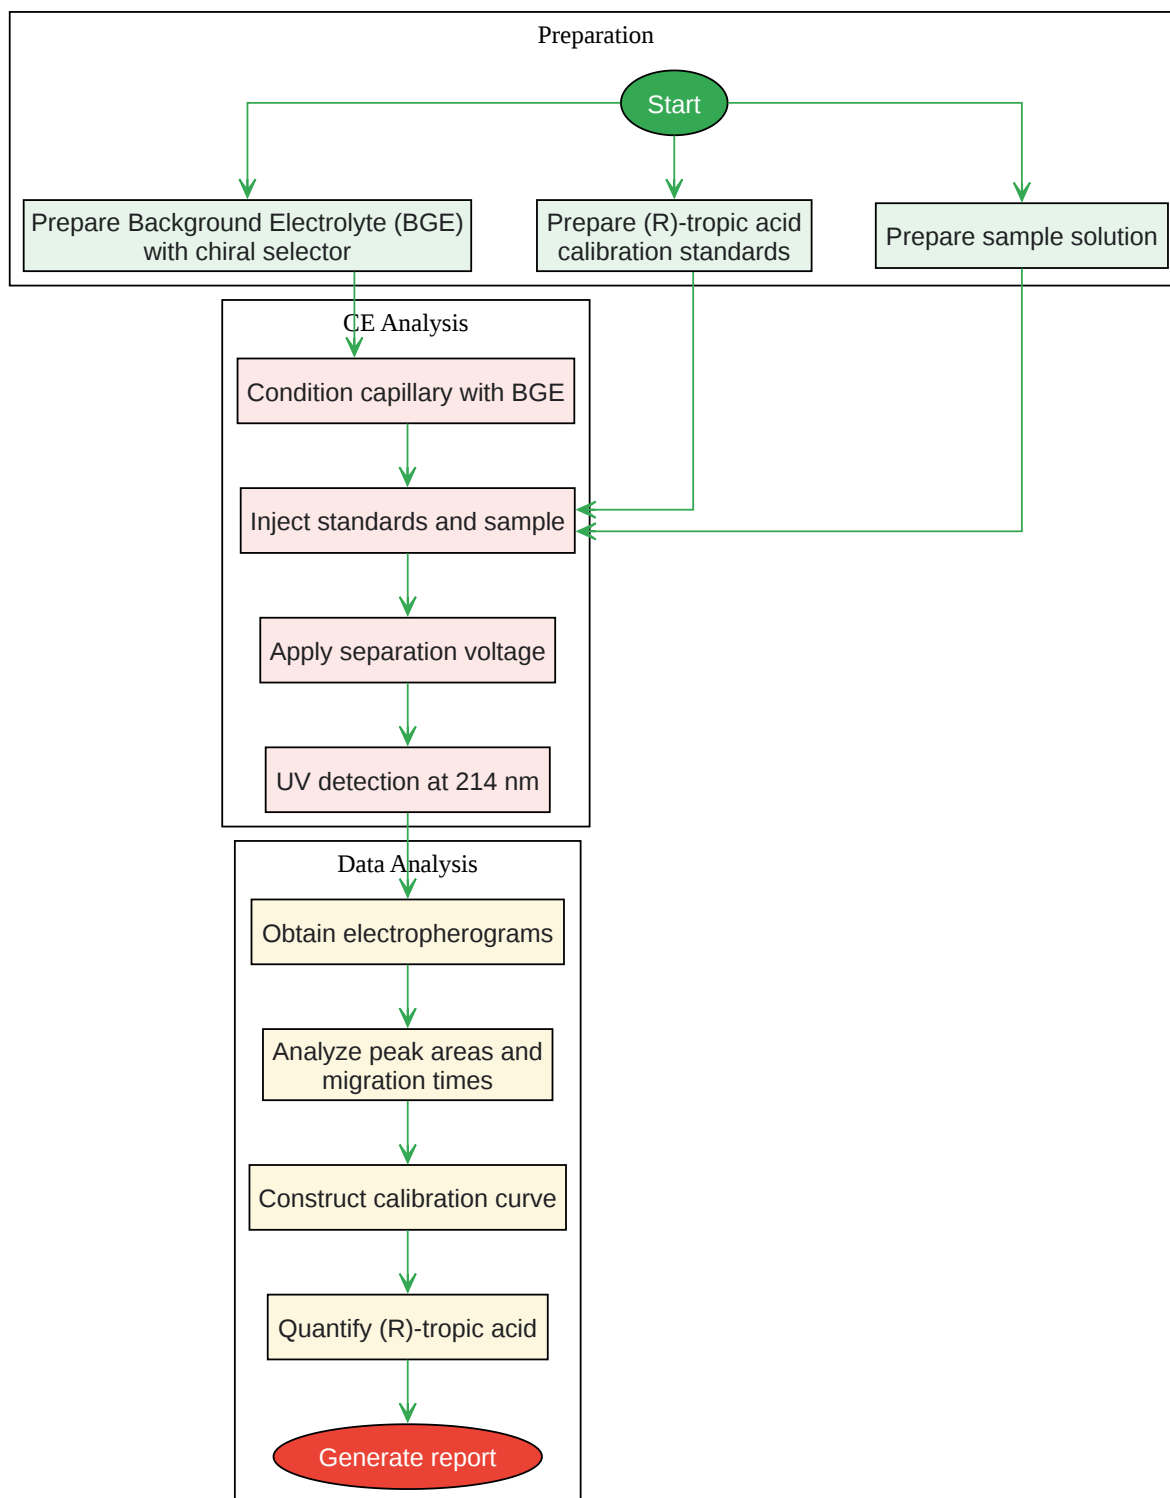 Preparation
Start
Prepare Background Electrolyte (BGE)
with chiral selector
Prepare (R)-tropic acid
calibration standards
Prepare sample solution
CE Analysis
Condition capillary with BGE
Inject standards and sample
Apply separation voltage
UV detection at 214 nm
Data Analysis
Obtain electropherograms
Analyze peak areas and
migration times
Construct calibration curve
Quantify (R)-tropic acid
Generate report